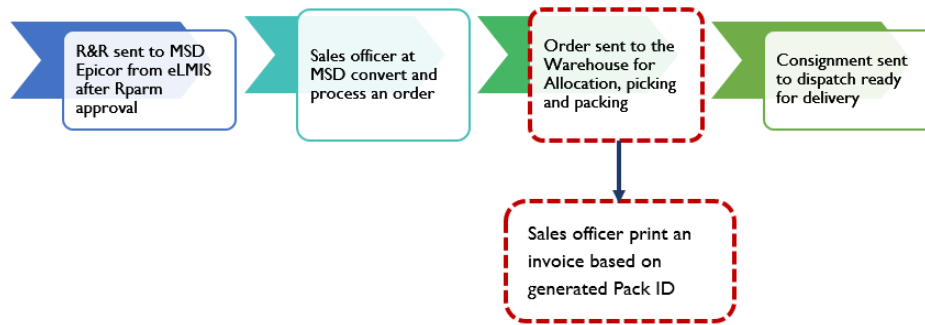 R&R sent to MSD
Epicor from eLMIS
after Rparm
approval
Sales officer at
MSD convert and
process an order
Order sent to the
Warehouse for
Allocation, picking
and packing
Consignment sent
to dispatch ready
for delivery
Sales officer print an
invoice based on
generated Pack ID